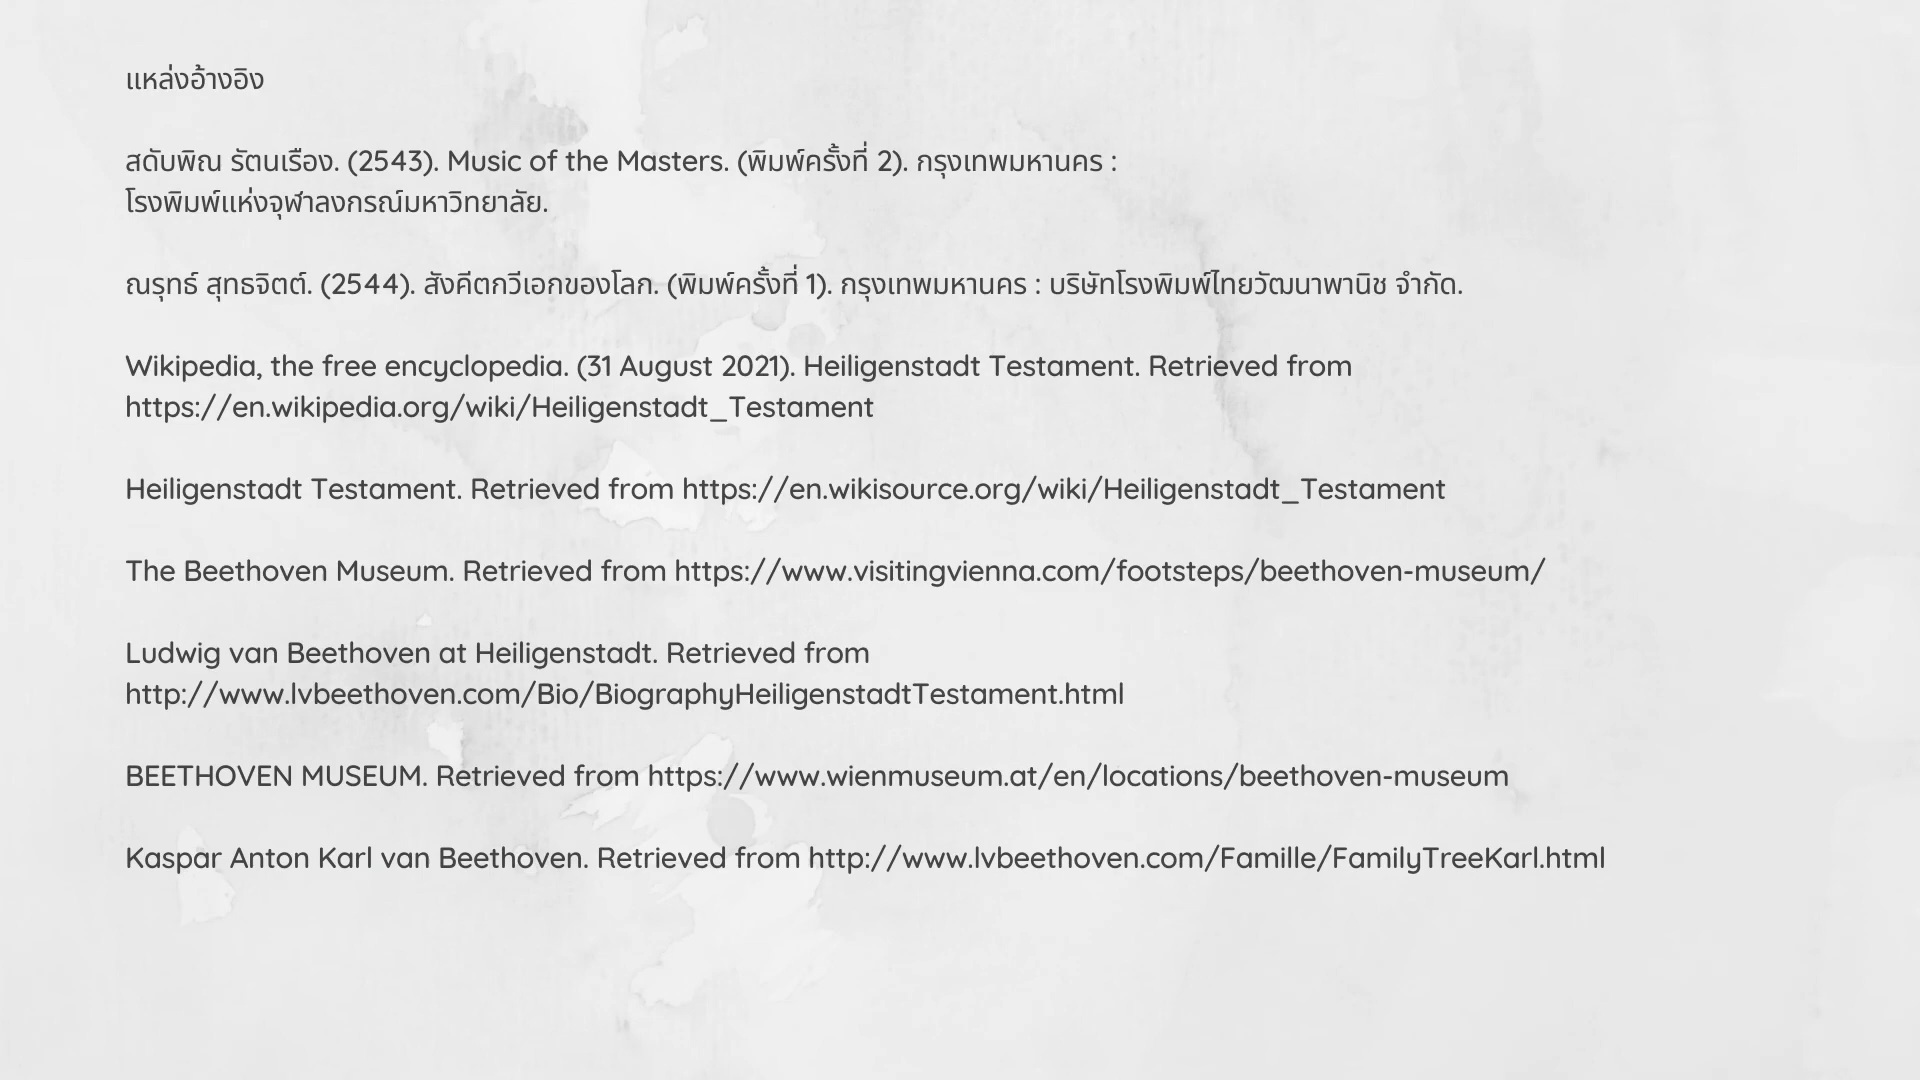 แหล่งอ้างอิง
สดับพิณ รัตนเรือง. (2543). Music of the Masters. (พิมพ์ครั้งที่ 2). กรุงเทพมหานคร :
โรงพิมพ์แห่งจุฬาลงกรณ์มหาวิทยาลัย.
ณรุทธ์ สุทธจิตต์. (2544). สังคีตกวีเอกของโลก. (พิมพ์ครั้งที่ 1). กรุงเทพมหานคร : บริษัทโรงพิมพ์ไทยวัฒนาพานิช จำกัด.
Wikipedia, the free encyclopedia. (31 August 2021). Heiligenstadt Testament. Retrieved from
https://en.wikipedia.org/wiki/Heiligenstadt_Testament
Heiligenstadt Testament. Retrieved from https://en.wikisource.org/wiki/Heiligenstadt_Testament
The Beethoven Museum. Retrieved from https://www.visitingvienna.com/footsteps/beethoven-museum/
Ludwig van Beethoven at Heiligenstadt. Retrieved from
http://www.lvbeethoven.com/Bio/BiographyHeiligenstadtTestament.html
BEETHOVEN MUSEUM. Retrieved from https://www.wienmuseum.at/en/locations/beethoven-museum
Kaspar Anton Karl van Beethoven. Retrieved from http://www.lvbeethoven.com/Famille/FamilyTreeKarl.html